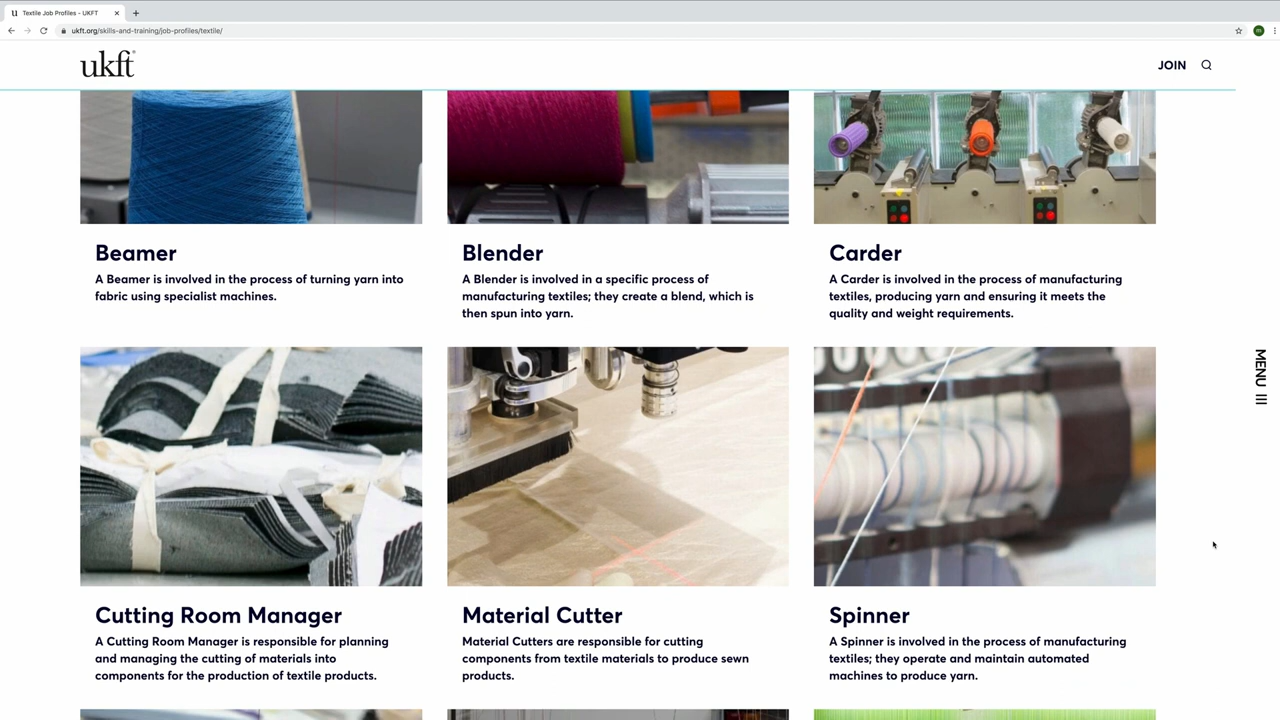 Textile Job Profiles - UKFT
ukft.org/skills-and-training/job-profiles/textile/
ukft
JOIN
Beamer
A Beamer is involved in the process of turning yarn into
fabric using specialist machines.
Blender
A Blender is involved in a specific process of
manufacturing textiles; they create a blend, which is
then spun into yarn.
Carder
A Carder is involved in the process of manufacturing
textiles, producing yarn and ensuring it meets the
quality and weight requirements.
MENU
Cutting Room Manager
A Cutting Room Manager is responsible for planning
and managing the cutting of materials into
components for the production of textile products.
Material Cutter
Material Cutters are responsible for cutting
components from textile materials to produce sewn
products.
Spinner
A Spinner is involved in the process of manufacturing
textiles; they operate and maintain automated
machines to produce yarn.